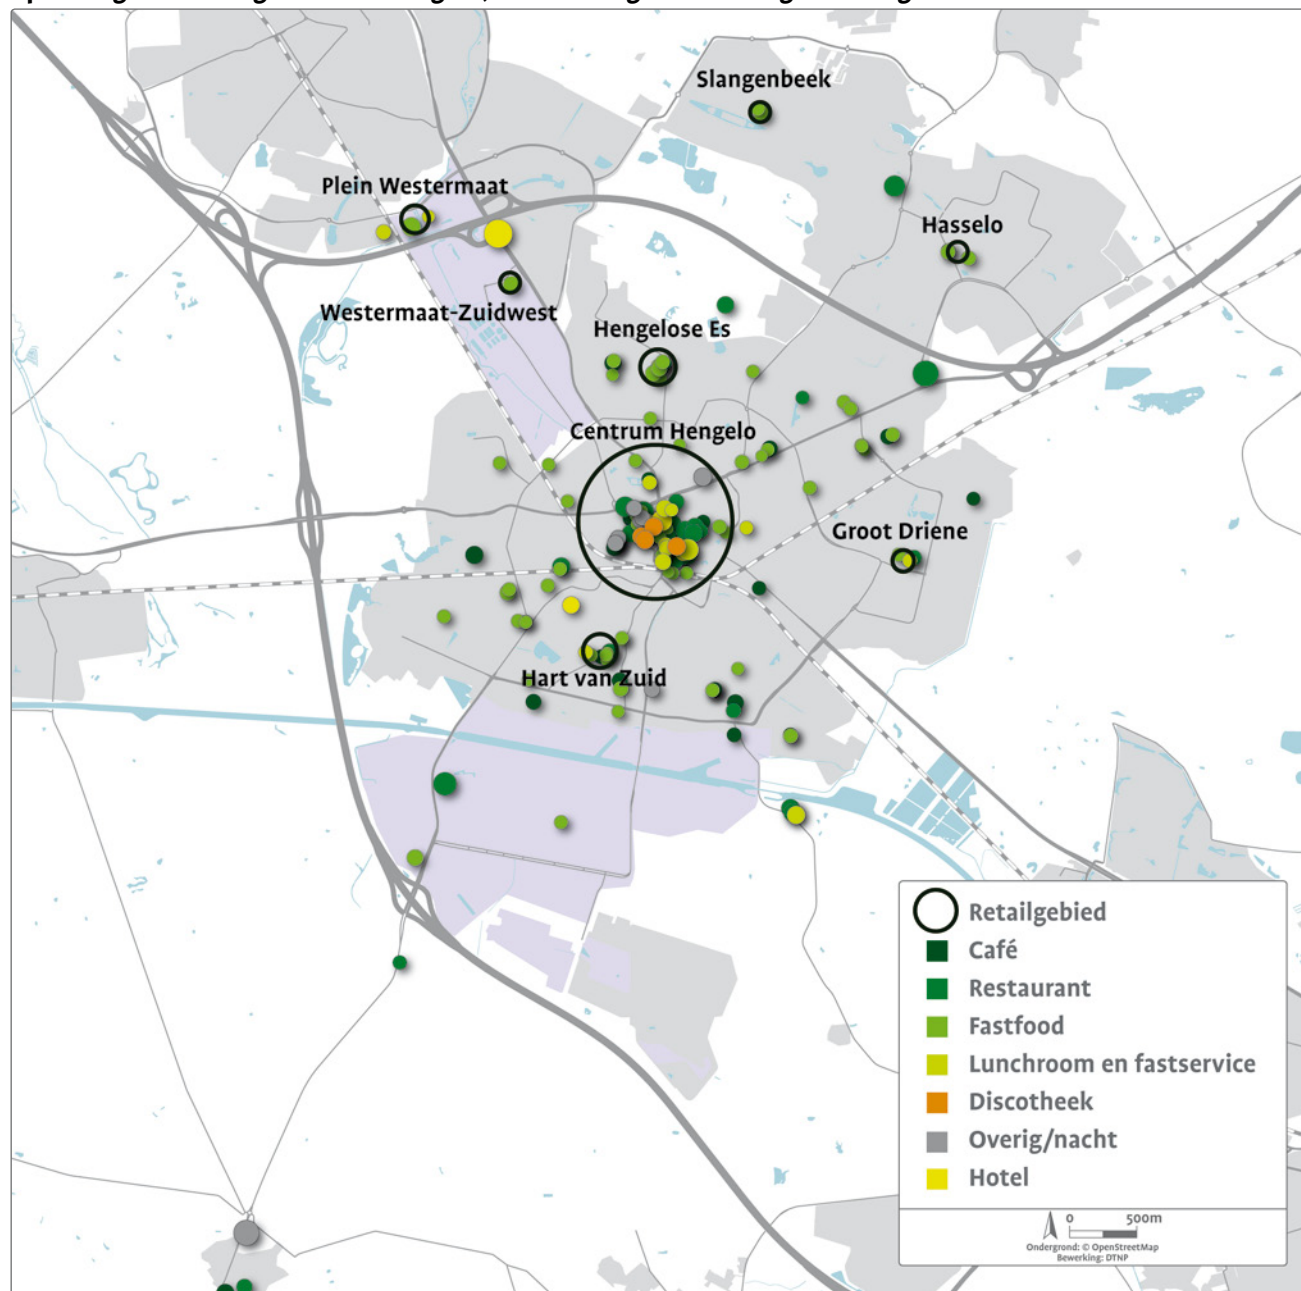 Slangenbeek
Plein Westermaat
Hasselo
Westermaat-Zuidwest
Hengelose Es
Centrum Hengelo
Groot Driene
Hart van Zuid
Retailgebied
Café
Restaurant
Fastfood
Lunchroom en fastservice
Discotheek
Overig/nacht
Hotel
0 500m
Ondergrond: © OpenStreetMap
Bewerking: DTNP